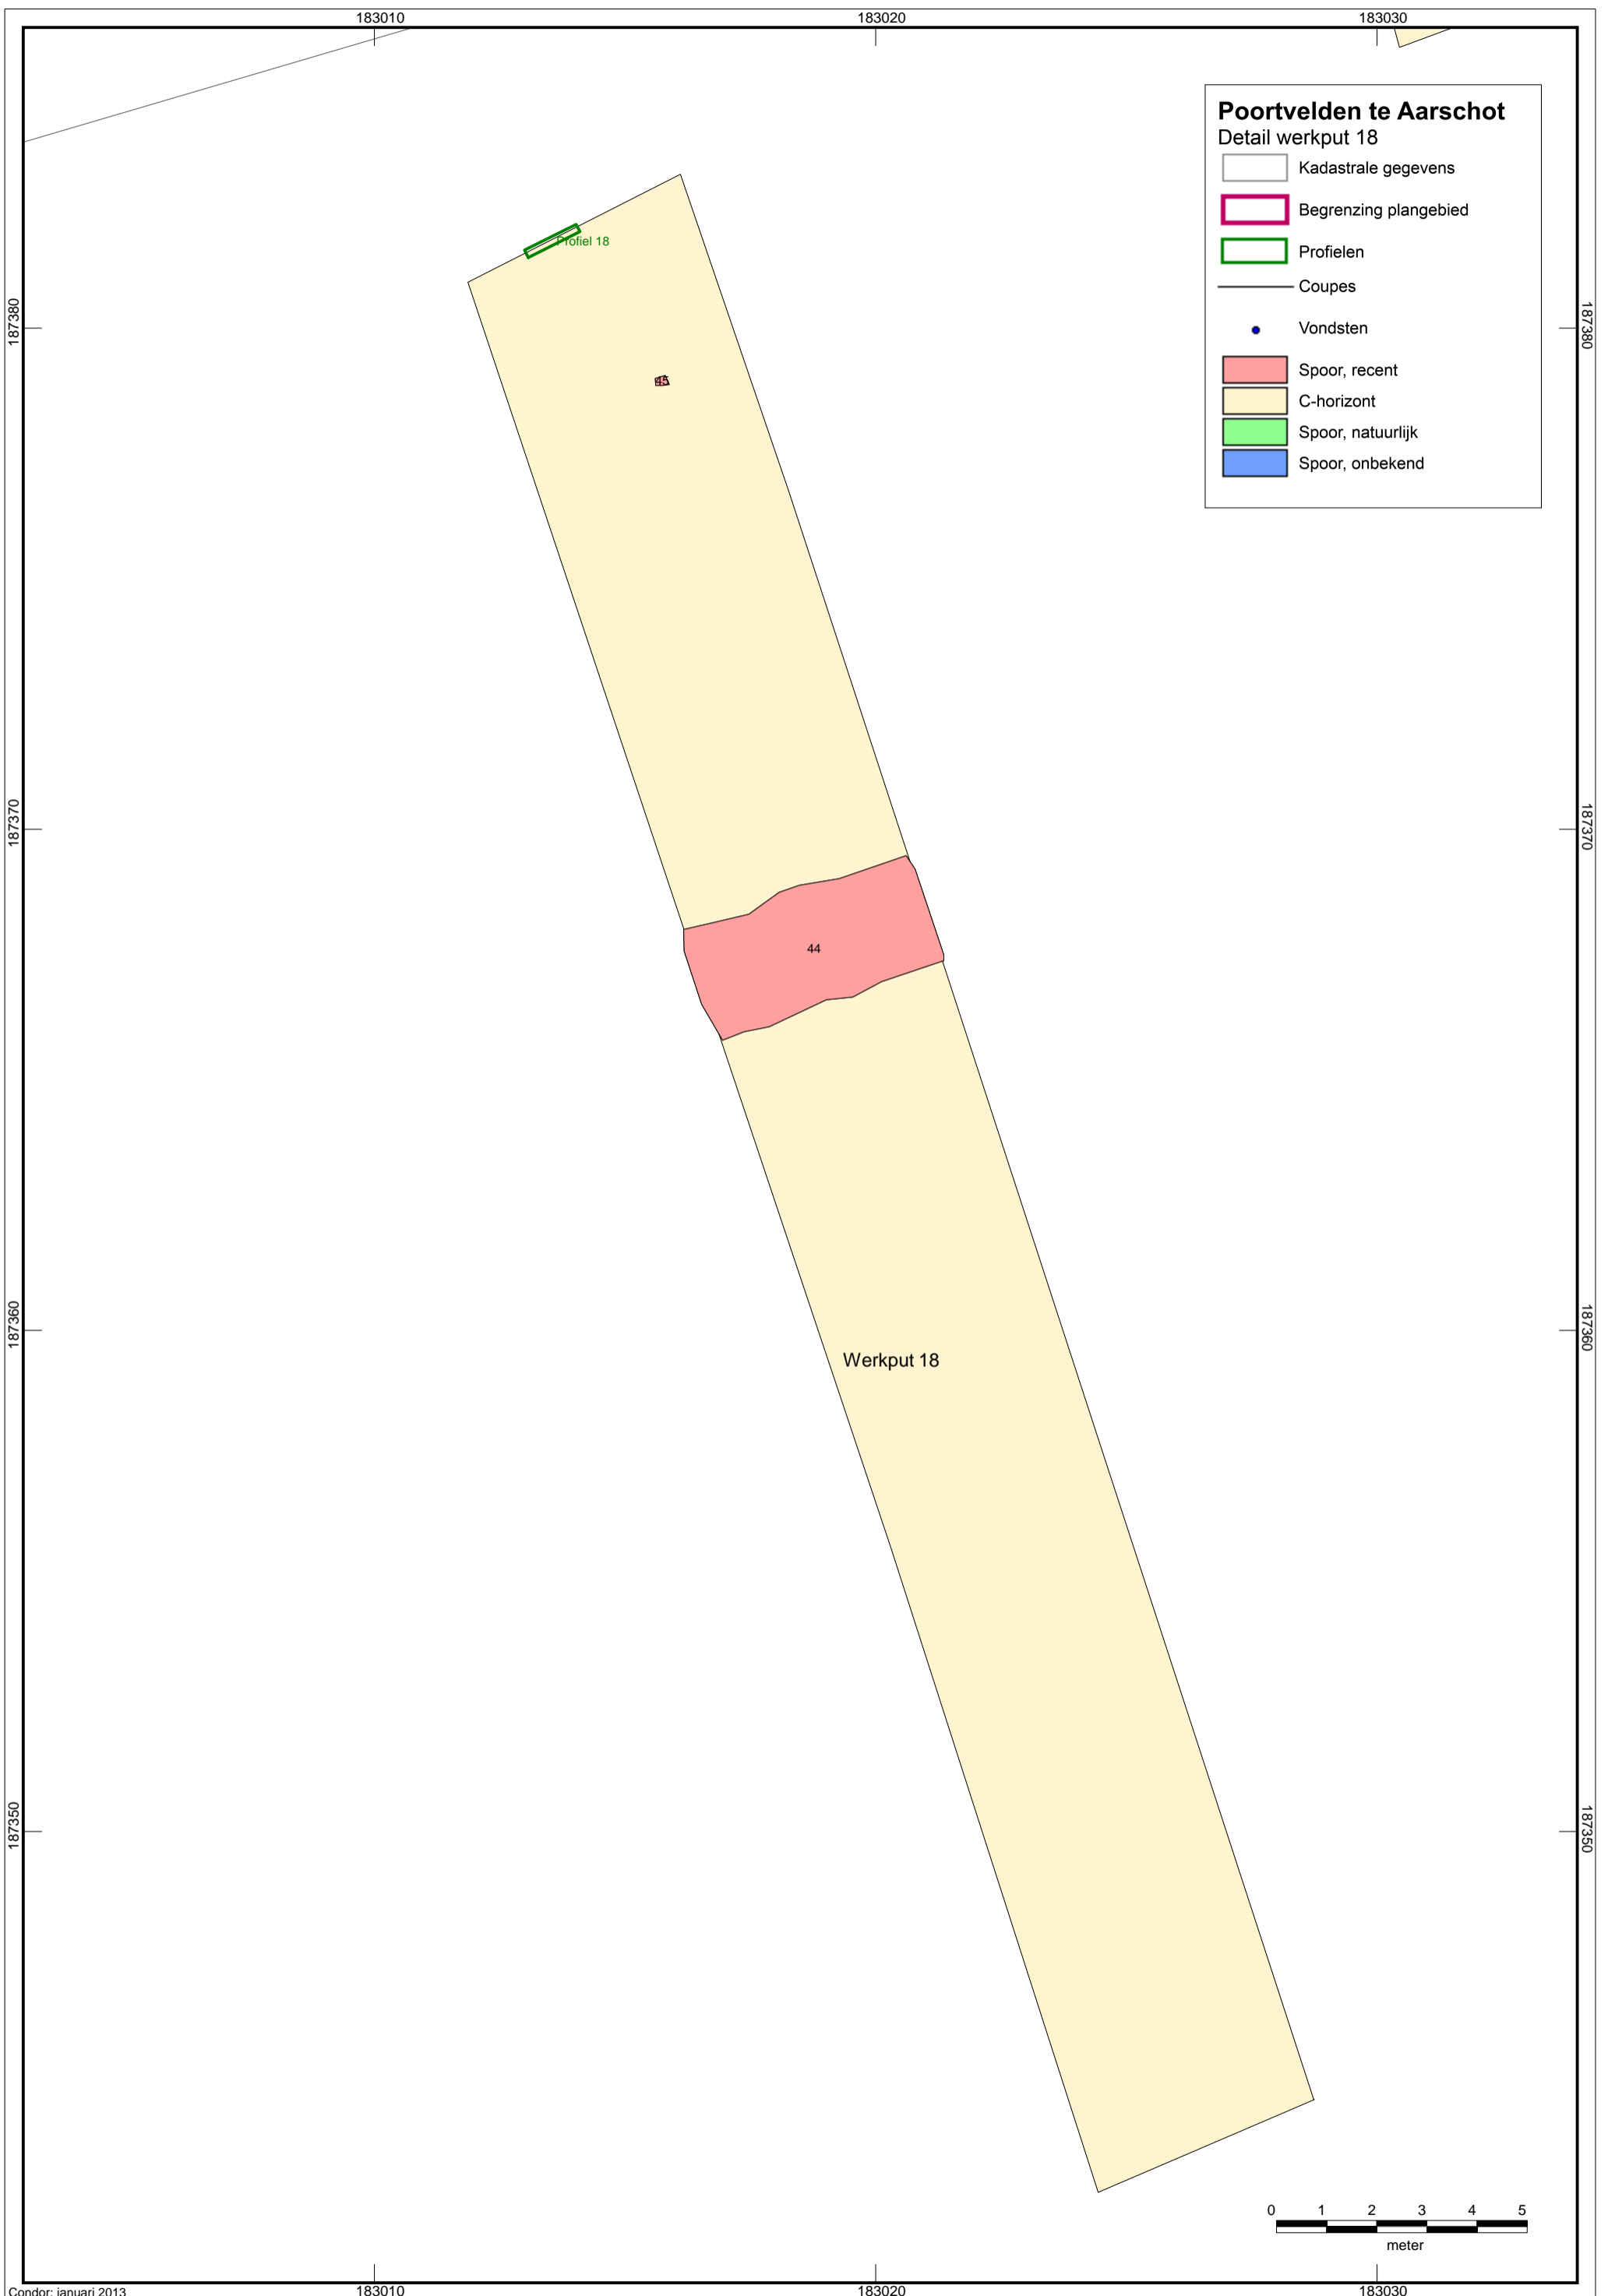 183010 183020 183030
Poortvelden te Aarschot
Detail werkput 18
Kadastrale gegevens
Begrenzing plangebied
Profielen
Coupes
Vondsten
Spoor, recent
C-horizont
Spoor, natuurlijk
Spoor, onbekend
Profiel 18
187380 187380
45
187370 187370
44
187360 187360
Werkput 18
187350 187350
0 1 2 3 4 5
meter
Condor: januari 2013
183010 183020 183030